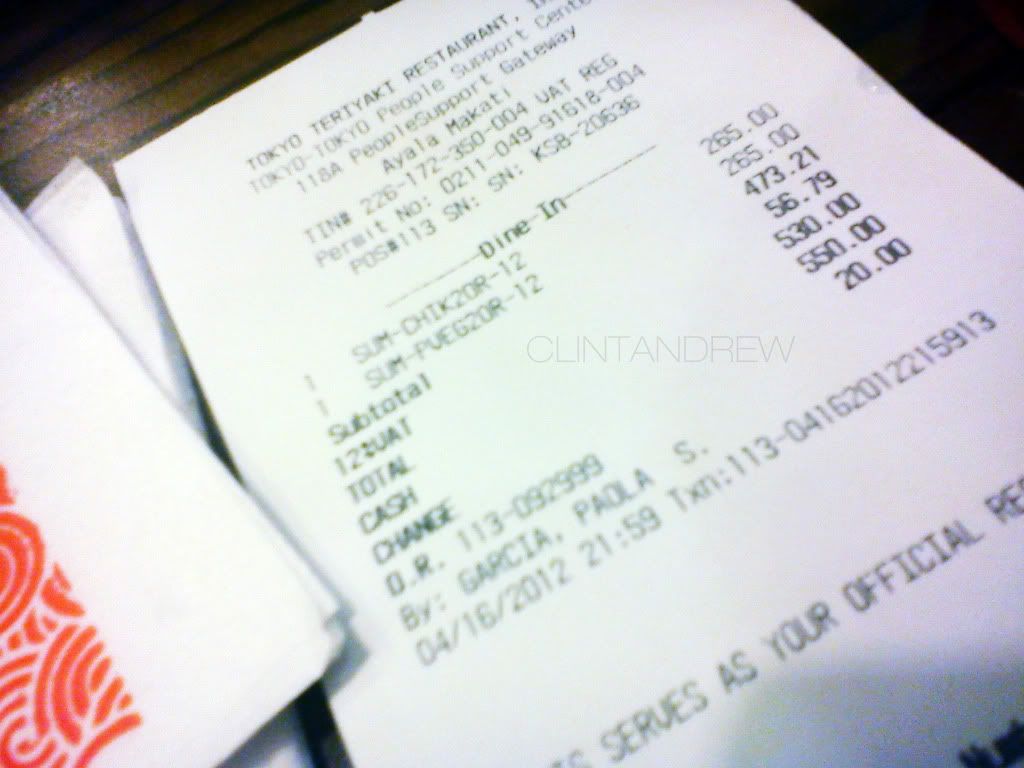 TOKYO TERIYAKI RESTAURANT,
TOKYO-TOKYO People Support Cente
118A PeopleSupport Gateway
Ayala Makati
TIN# 226-172-350-004 VAT REG
Permit No: 0211-049-91618-004
POS#113 SN: KSB-20636
Dine-In
1 SUM-CHIK2OR-12 265.00
1 SUM-PVEG2OR-12 265.00
Subtotal 473.21
12%VAT 56.79
TOTAL 530.00
CASH 550.00
CHANGE 20.00
O.R. 113-092999
By: GARCIA, PAOLA S.
04/16/2012 21:59 Txn:113-04162012215913
SERVES AS YOUR OFFICIAL RE
CLINTANDREW